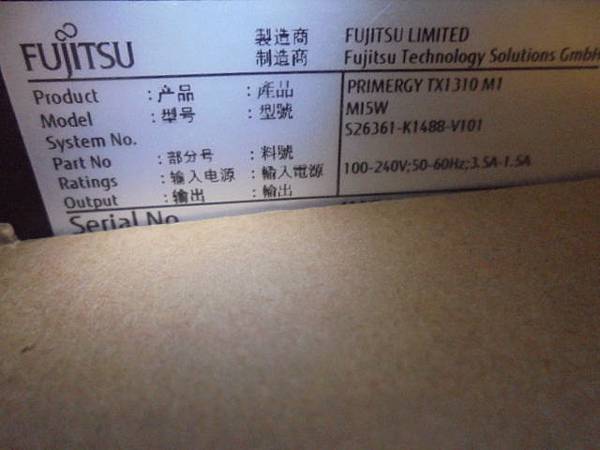 FUJITSU 製造商 FUJITSU LIMITED
制造商 Fujitsu Technology Solutions GmbH
Product :产品 :產品 PRIMERGY TX1310 M1
Model :型号 :型號 MI5W
System No. S26361-K1488-V101
Part No :部分号 :料號
Ratings :输入电源 :輸入電源 100-240V;50-60Hz;3.5A-1.5A
Output :输出 :輸出
Serial No